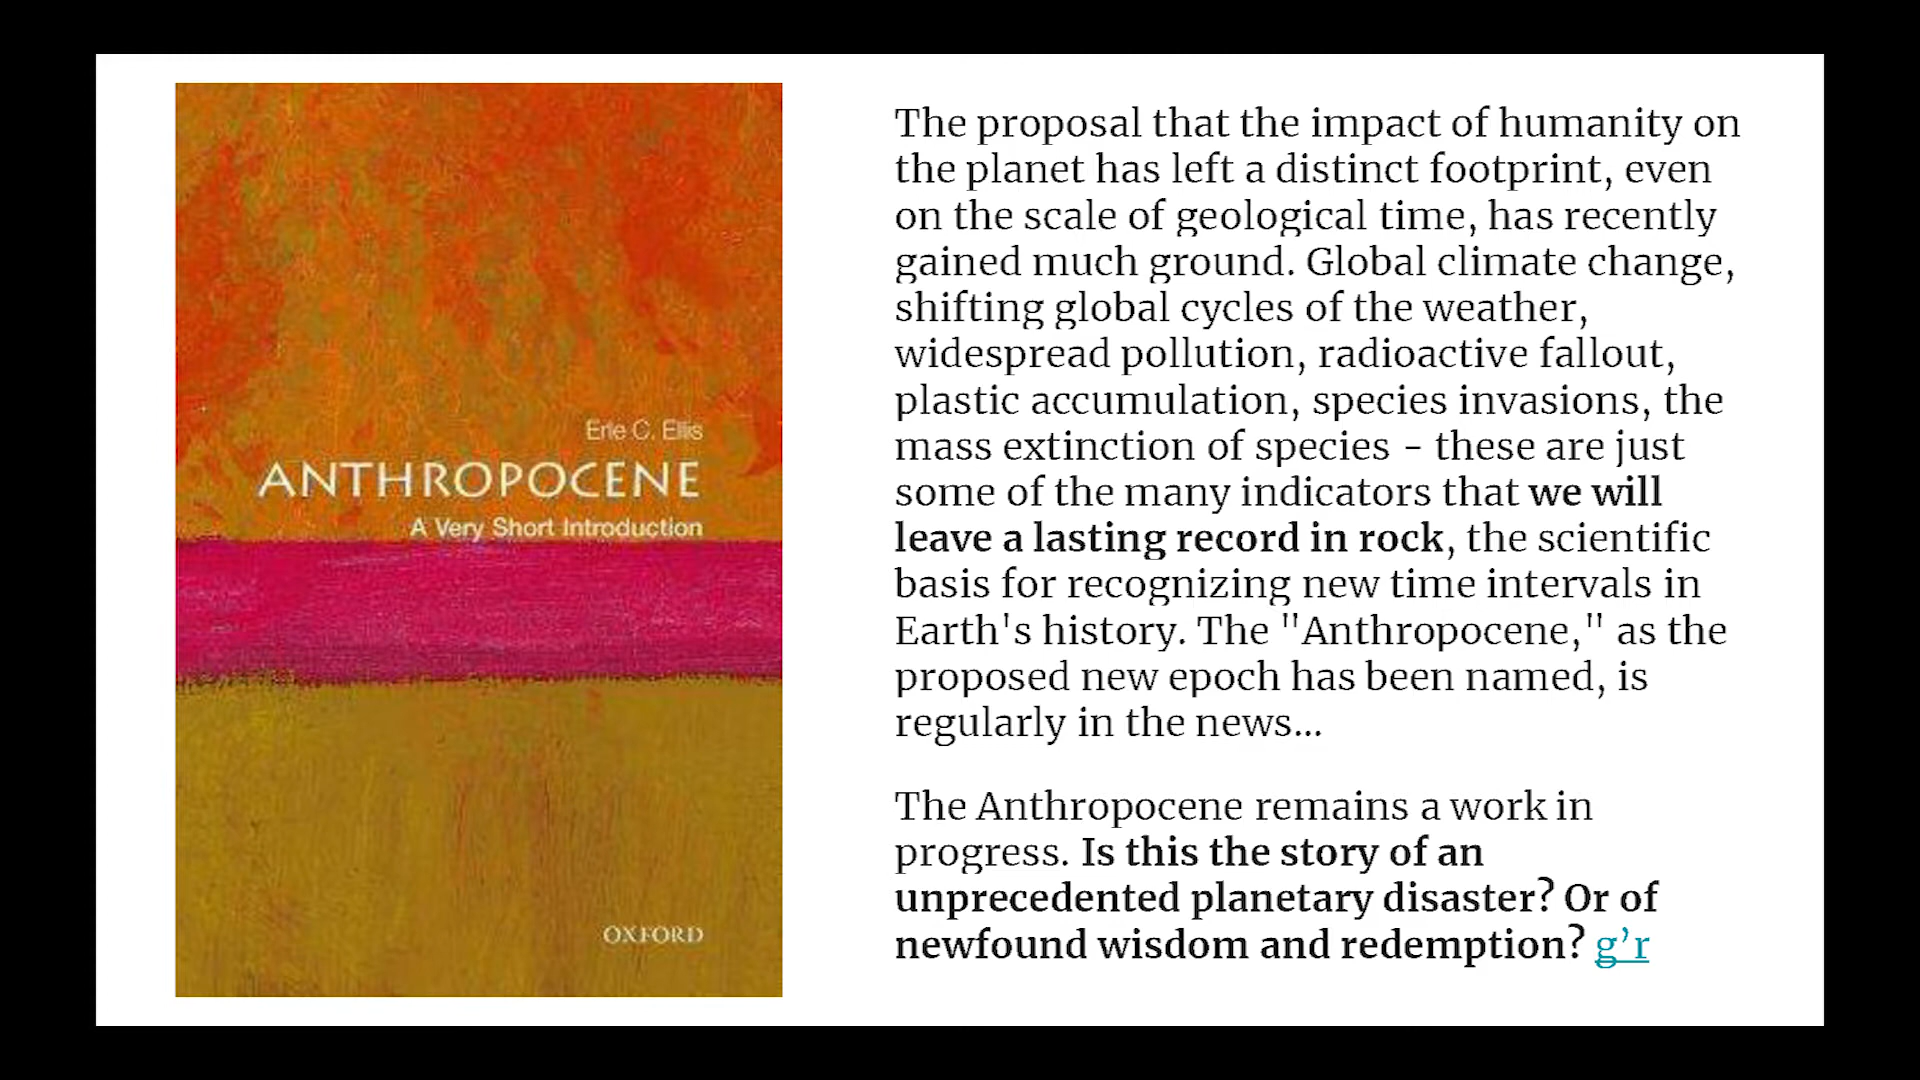 Erle C. Ellis
ANTHROPOCENE
A Very Short Introduction
OXFORD
The proposal that the impact of humanity on
the planet has left a distinct footprint, even
on the scale of geological time, has recently
gained much ground. Global climate change,
shifting global cycles of the weather,
widespread pollution, radioactive fallout,
plastic accumulation, species invasions, the
mass extinction of species - these are just
some of the many indicators that we will
leave a lasting record in rock, the scientific
basis for recognizing new time intervals in
Earth's history. The "Anthropocene," as the
proposed new epoch has been named, is
regularly in the news...
The Anthropocene remains a work in
progress. Is this the story of an
unprecedented planetary disaster? Or of
newfound wisdom and redemption? g’r